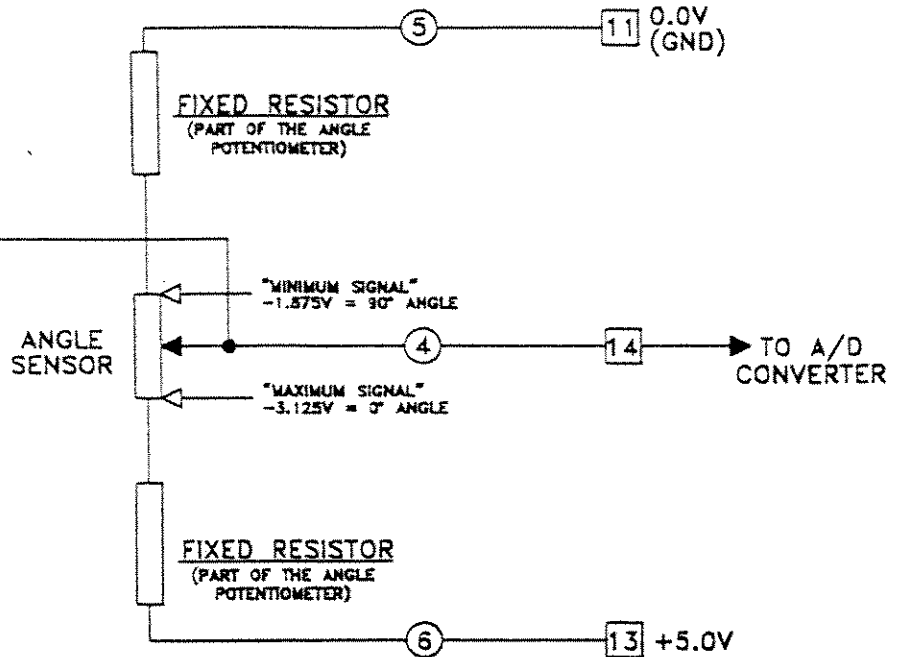 5
11 0.0V
(GND)
FIXED RESISTOR
(PART OF THE ANGLE
POTENTIOMETER)
"MINIMUM SIGNAL"
-1.875V = 90° ANGLE
ANGLE
SENSOR
4
14
TO A/D
CONVERTER
"MAXIMUM SIGNAL"
-3.125V = 0° ANGLE
FIXED RESISTOR
(PART OF THE ANGLE
POTENTIOMETER)
6
13 +5.0V